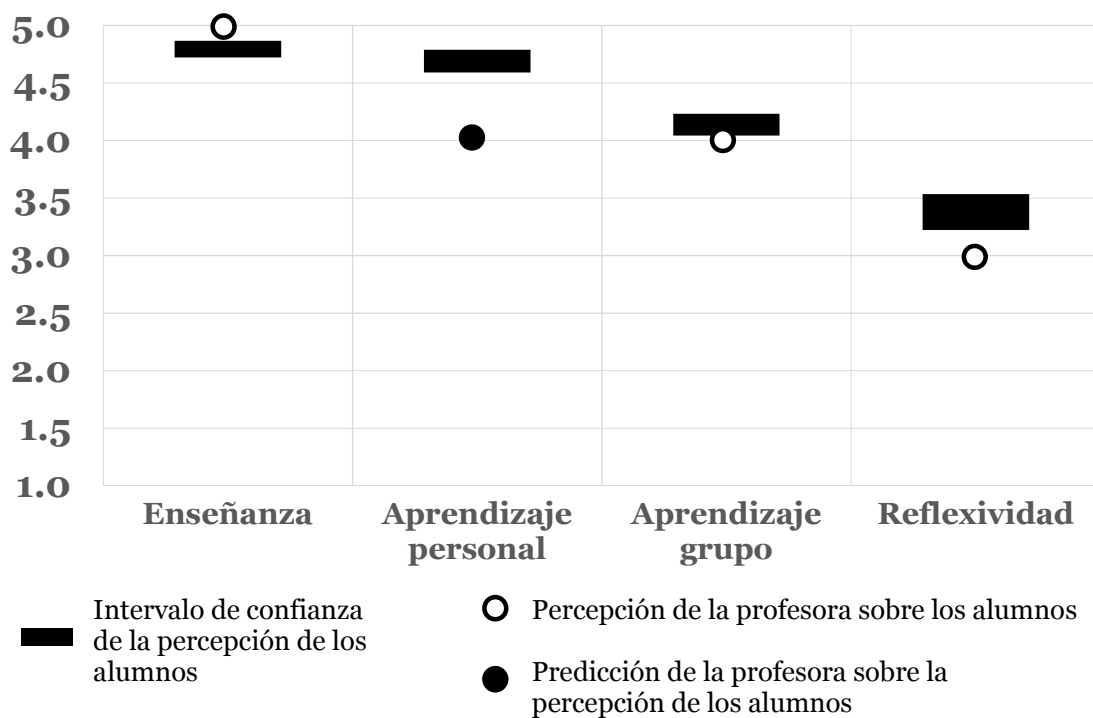 5.0
4.5
4.0
3.5
3.0
2.5
2.0
1.5
1.0
Enseñanza
Aprendizaje
personal
Aprendizaje
grupo
Reflexividad
Intervalo de confianza
de la percepción de los
alumnos
Percepción de la profesora sobre los alumnos
Predicción de la profesora sobre la
percepción de los alumnos